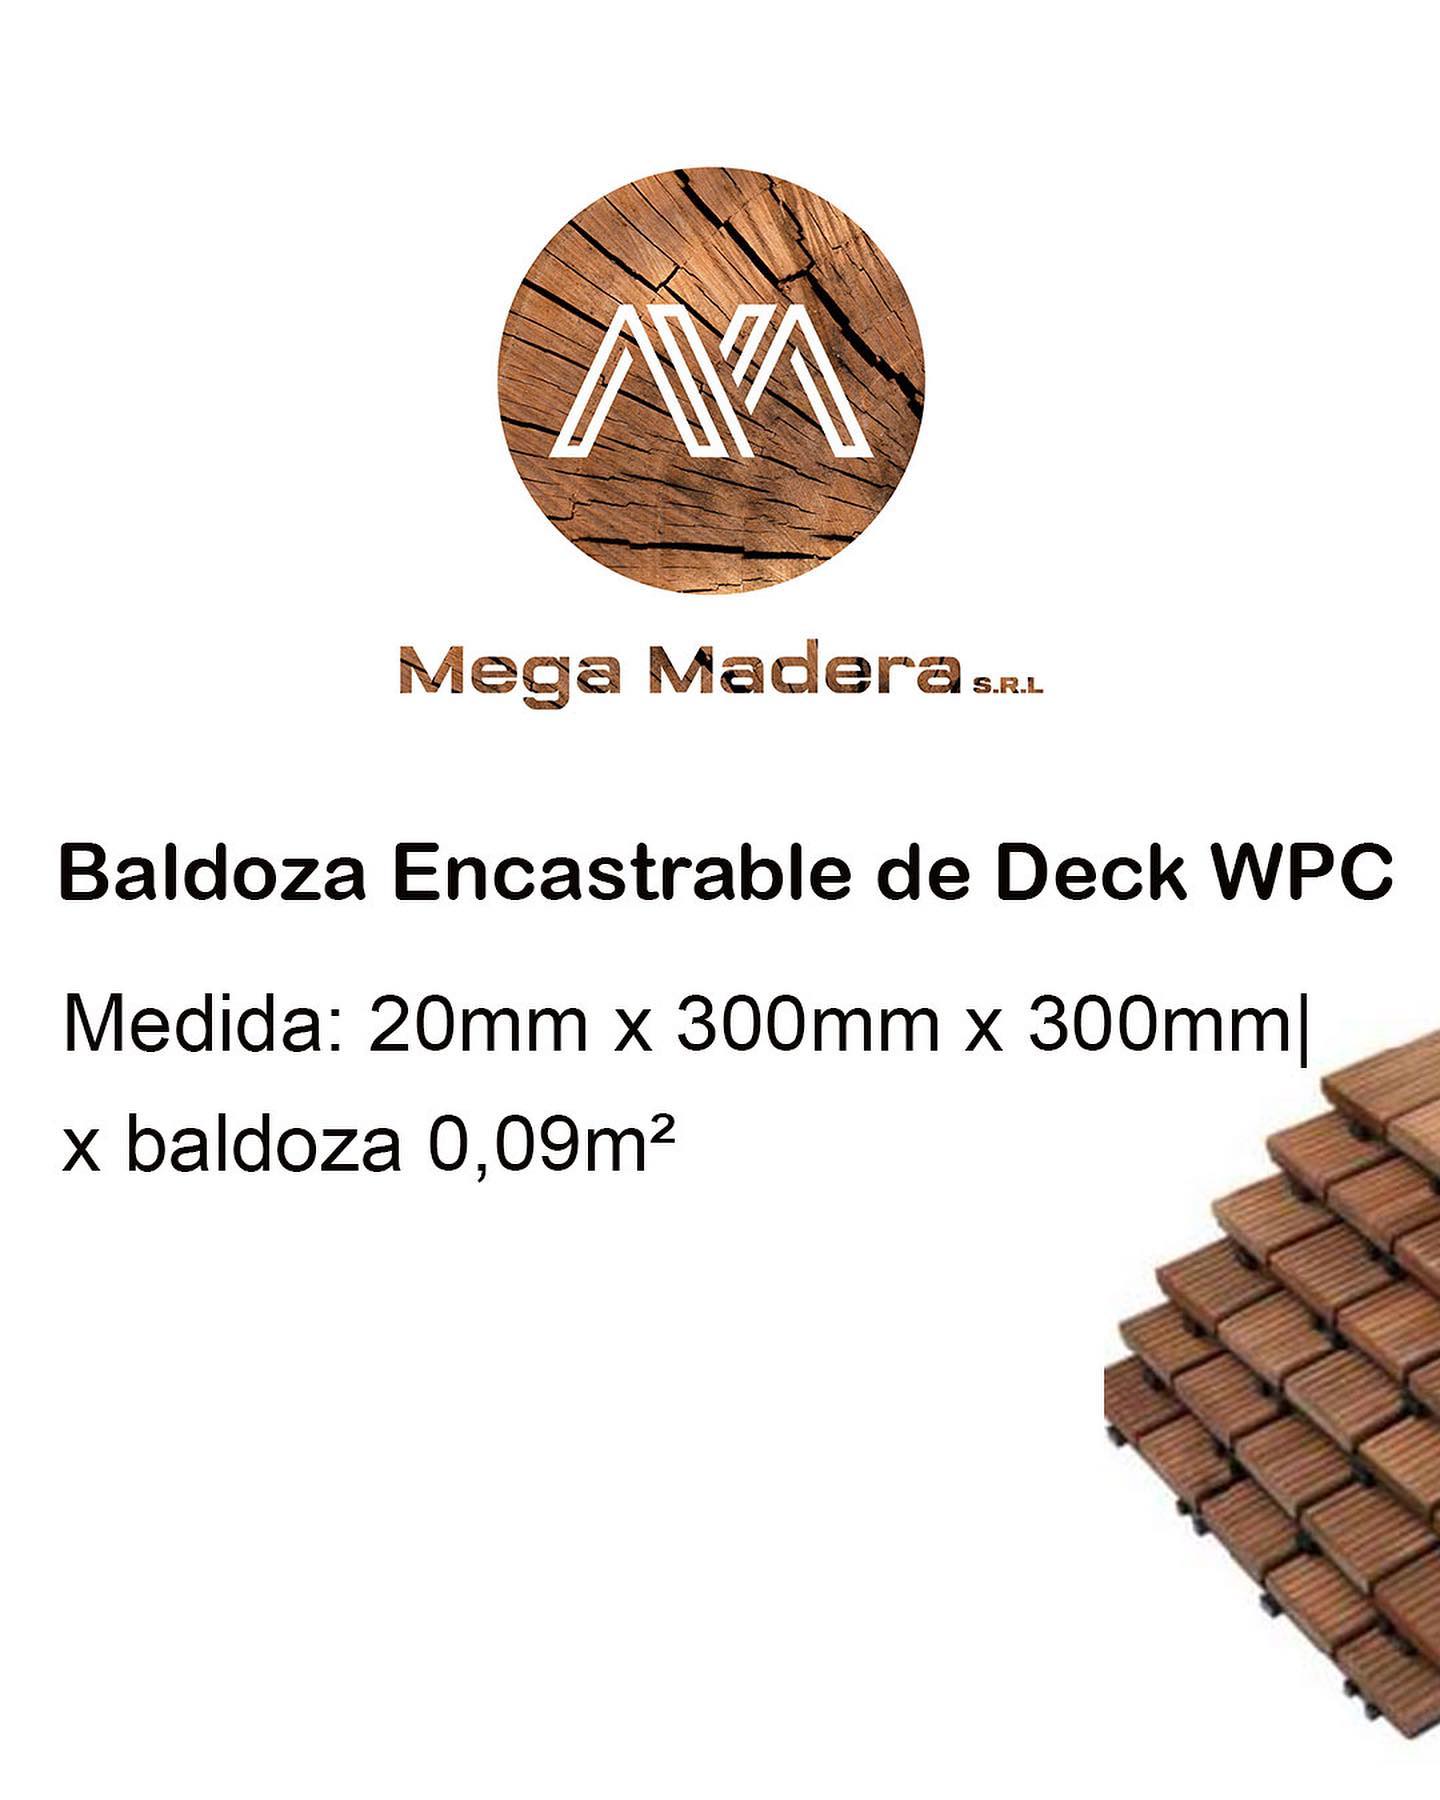 Mega Madera S.R.L
Baldoza Encastrable de Deck WPC
Medida: 20mm x 300mm x 300mm|
x baldoza 0,09m²